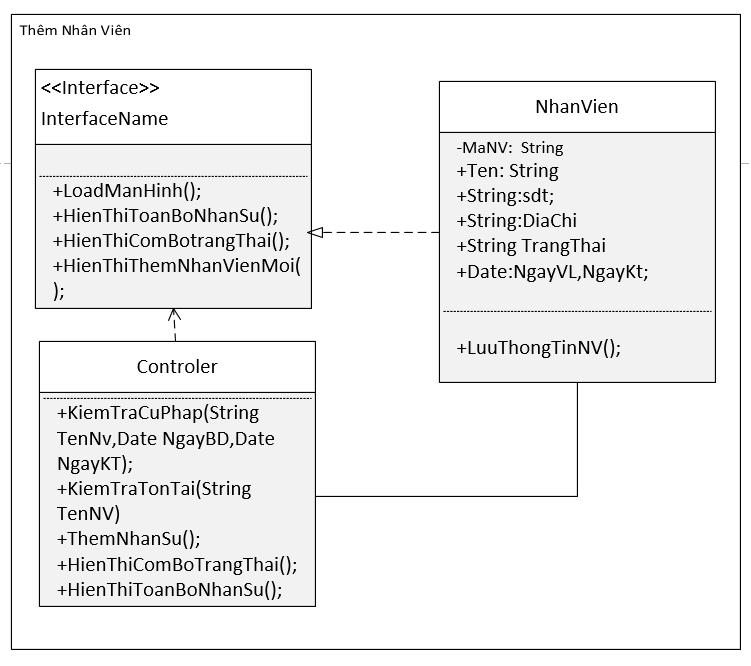 Thêm Nhân Viên
<<Interface>>
InterfaceName
+LoadManHinh();
+HienThiToanBoNhanSu();
+HienThiComBotrangThai();
+HienThiThemNhanVienMoi(
);
NhanVien
-MaNV: String
+Ten: String
+String:sdt;
+String:DiaChi
+String TrangThai
+Date:NgayVL,NgayKt;
+LuuThongTinNV();
Controler
+KiemTraCuPhap(String
TenNv,Date NgayBD,Date
NgayKT);
+KiemTraTonTai(String
TenNV)
+ThemNhanSu();
+HienThiComBoTrangThai();
+HienThiToanBoNhanSu();